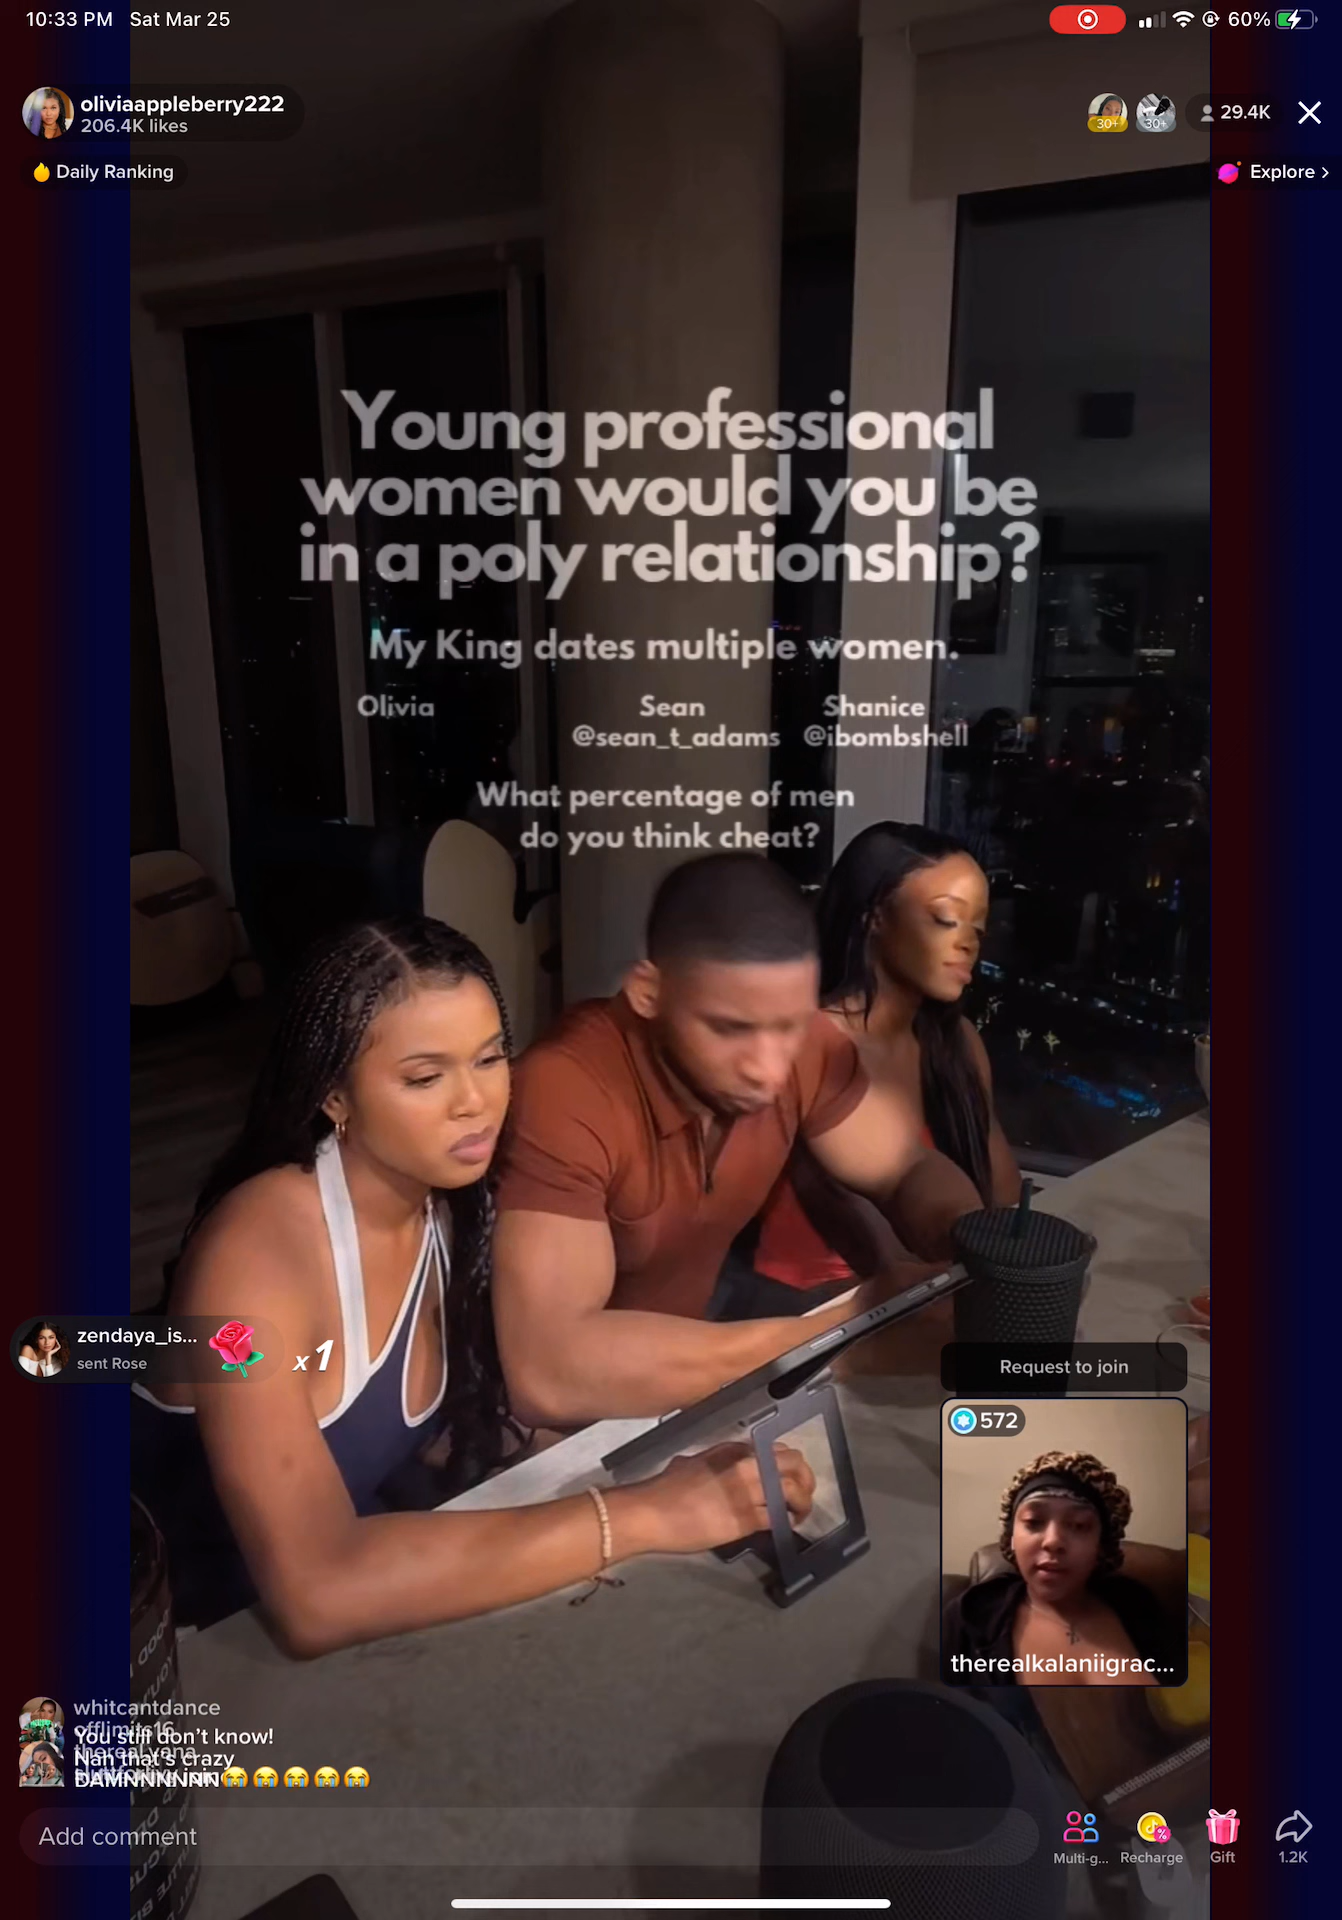 10:33 PM Sat Mar 25
60%
oliviaappleberry222
206.4K likes
30+
30+
29.4K
Daily Ranking
Explore >
Young professional
women would you be
in a poly relationship?
My King dates multiple women.
Olivia Sean Shanice
@sean_t_adams @ibombshell
What percentage of men
do you think cheat?
zendaya_is...
sent Rose
x1
Request to join
572
therealkalaniigrac...
whitcantdance
offlimits16
You still don't know!
therealyana
Nah that's crazy
DAMNNNNNN😭😭😭😭😭
Add comment
Multi-g... Recharge Gift 1.2K